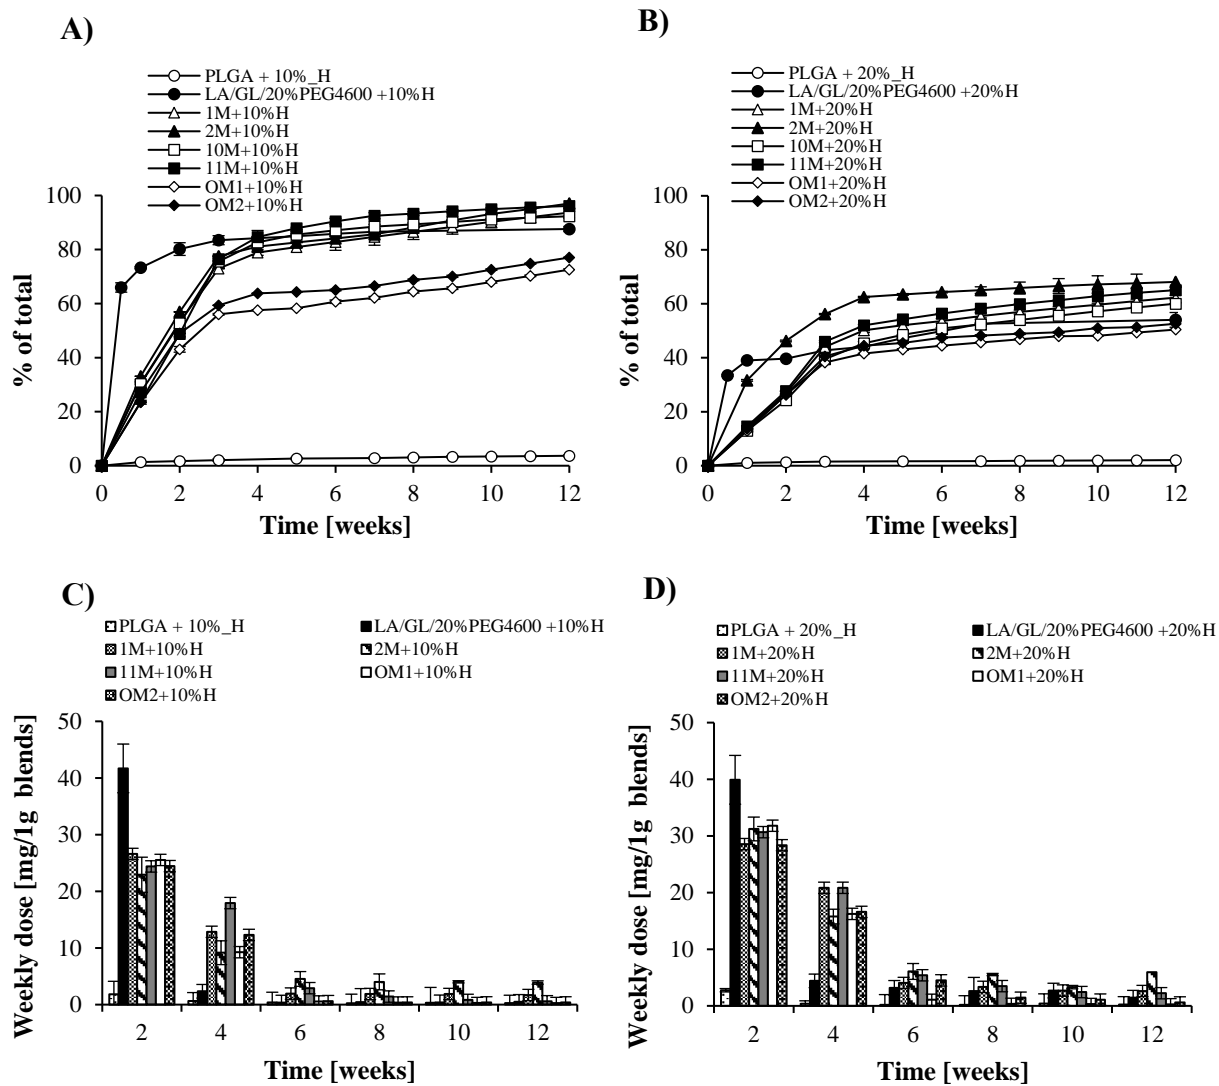 A)
PLGA + 10%_H
LA/GL/20%PEG4600 +10%H
1M+10%H
2M+10%H
10M+10%H
11M+10%H
OM1+10%H
OM2+10%H
100
80
60
40
20
0
% of total
0 2 4 6 8 10 12
Time [weeks]
B)
PLGA + 20%_H
LA/GL/20%PEG4600 +20%H
1M+20%H
2M+20%H
10M+20%H
11M+20%H
OM1+20%H
OM2+20%H
100
80
60
40
20
0
% of total
0 2 4 6 8 10 12
Time [weeks]
C)
PLGA + 10%_H LA/GL/20%PEG4600 +10%H
1M+10%H 2M+10%H
11M+10%H OM1+10%H
OM2+10%H
50
40
30
20
10
0
Weekly dose [mg/1g blends]
2 4 6 8 10 12
Time [weeks]
D)
PLGA + 20%_H LA/GL/20%PEG4600 +20%H
1M+20%H 2M+20%H
11M+20%H OM1+20%H
OM2+20%H
50
40
30
20
10
0
Weekly dose [mg/1g blends]
2 4 6 8 10 12
Time [weeks]